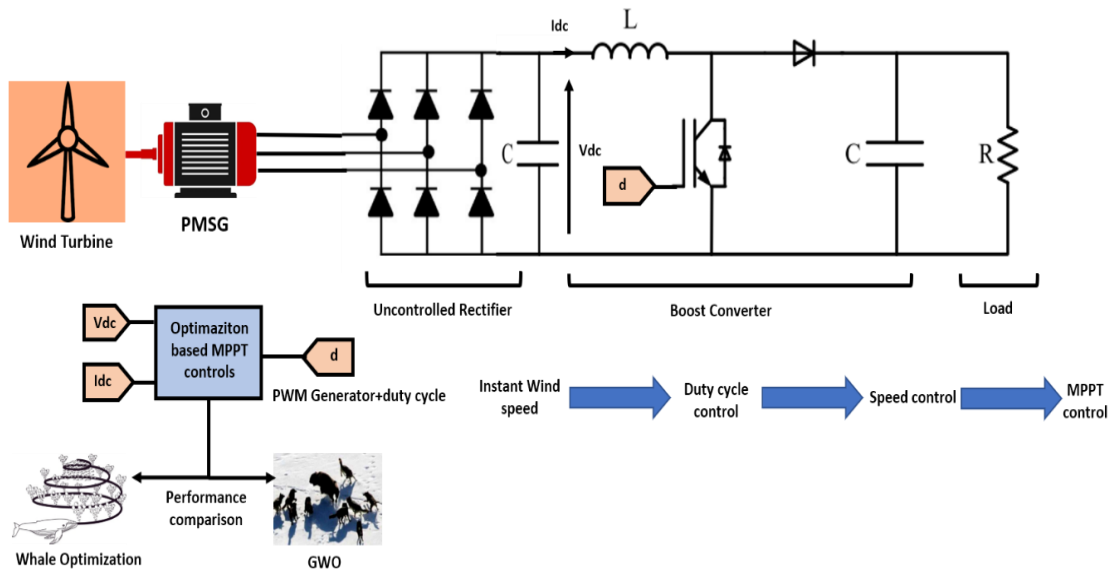 Idc
L
C
Vdc
d
C
R
Wind Turbine
PMSG
Uncontrolled Rectifier
Boost Converter
Load
Vdc
Idc
Optimaziton
based MPPT
controls
d
PWM Generator+duty cycle
Instant Wind
speed
Duty cycle
control
Speed control
MPPT
control
Performance
comparison
Whale Optimization
GWO